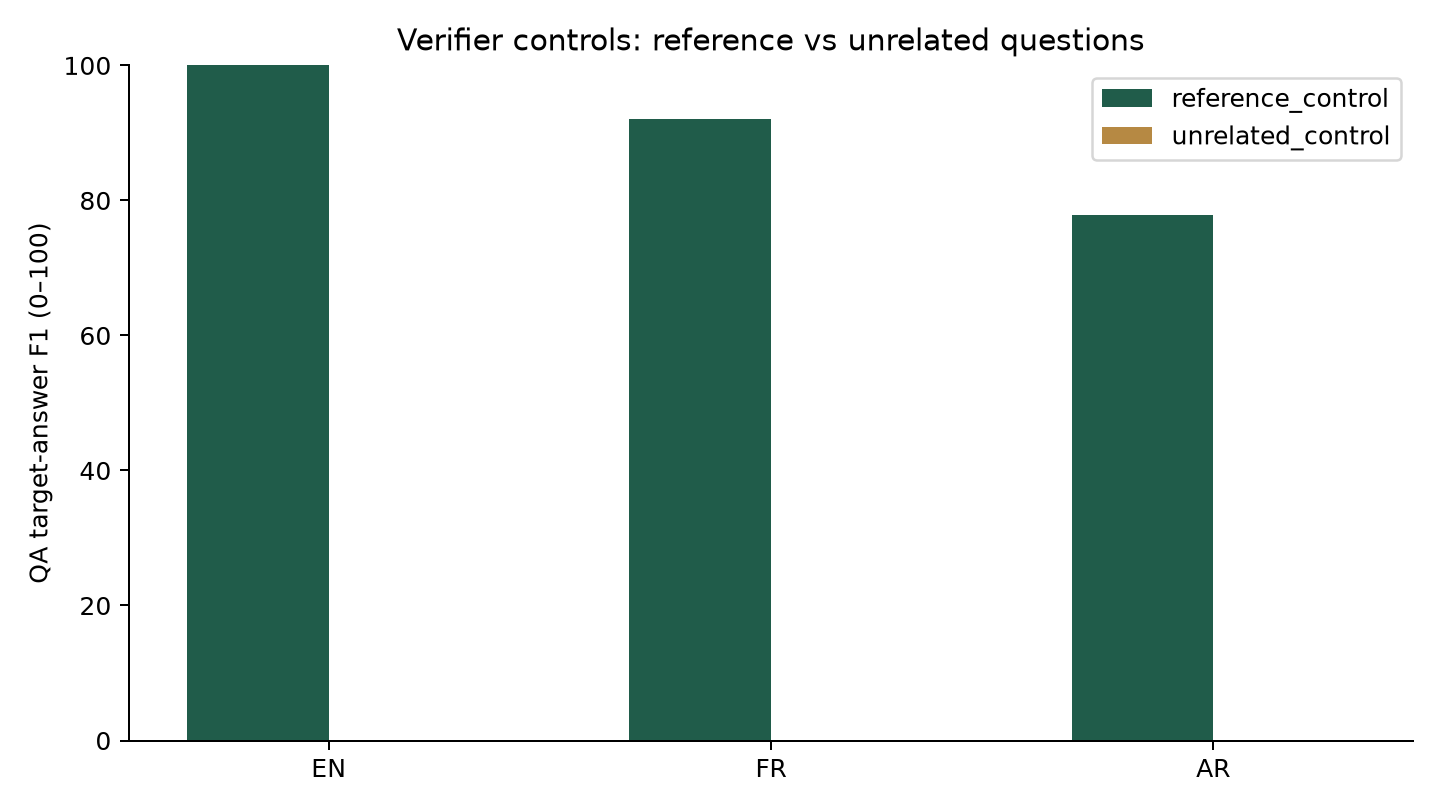 Verifier controls: reference vs unrelated questions
reference_control
unrelated_control
QA target-answer F1 (0–100)
100
80
60
40
20
0
EN
FR
AR